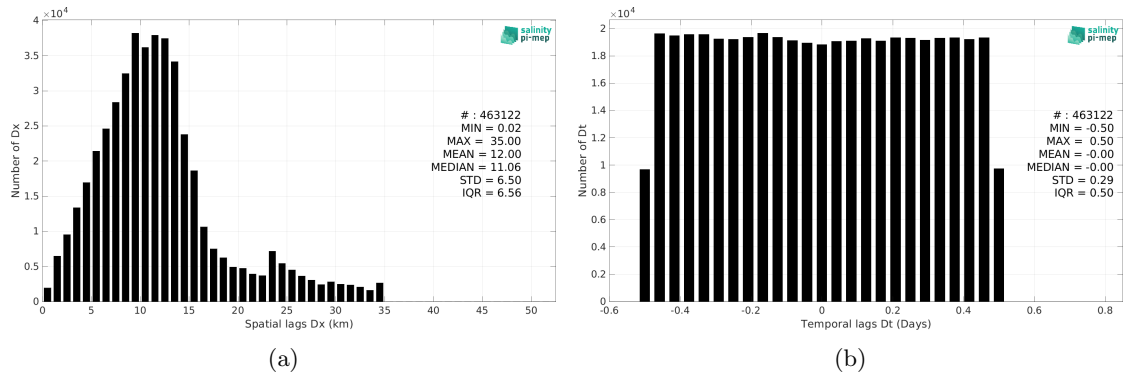 ×10⁴
4
3.5
3
2.5
2
1.5
1
0.5
0
Number of Dx
0 5 10 15 20 25 30 35 40 45 50
Spatial lags Dx (km)
salinity
pi-mep
# : 463122
MIN = 0.02
MAX = 35.00
MEAN = 12.00
MEDIAN = 11.06
STD = 6.50
IQR = 6.56
(a)
×10⁴
2
1.8
1.6
1.4
1.2
1
0.8
0.6
0.4
0.2
0
Number of Dt
-0.6 -0.4 -0.2 0 0.2 0.4 0.6 0.8
Temporal lags Dt (Days)
salinity
pi-mep
# : 463122
MIN = -0.50
MAX = 0.50
MEAN = -0.00
MEDIAN = -0.00
STD = 0.29
IQR = 0.50
(b)